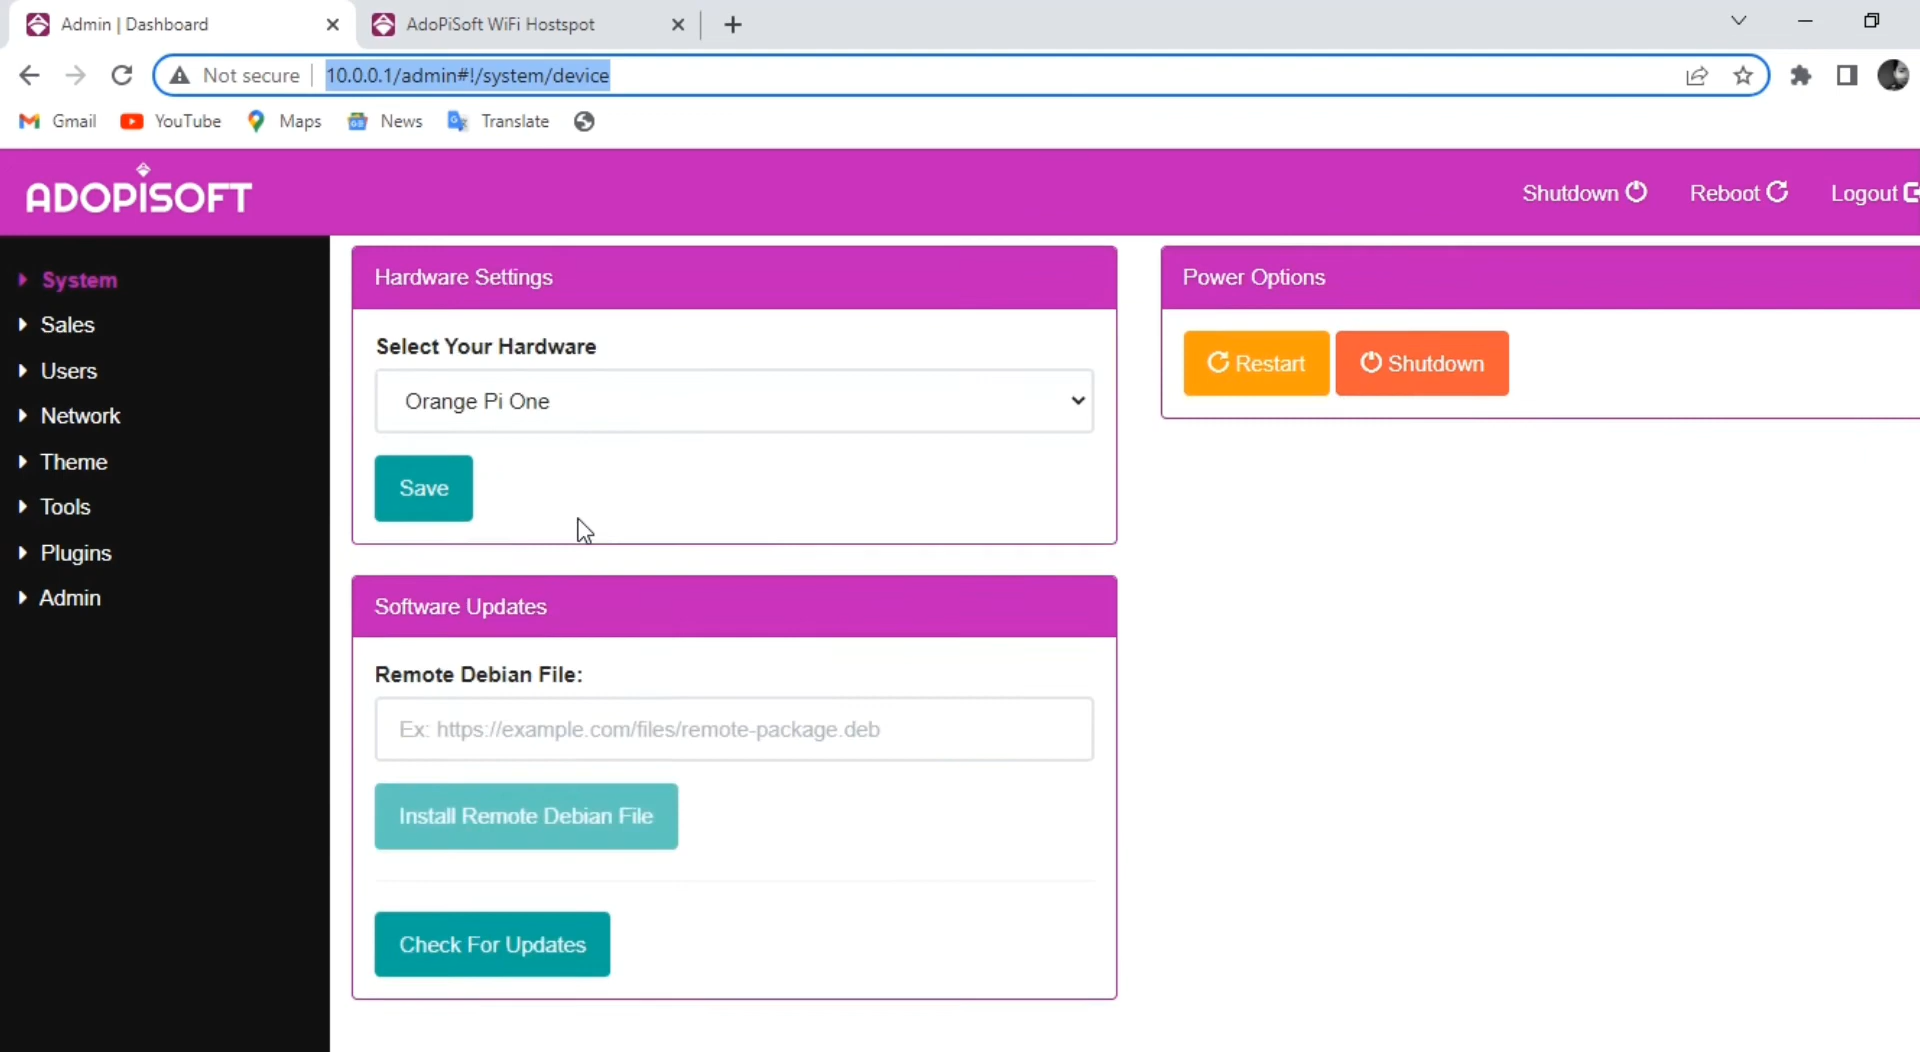 Admin | Dashboard
AdoPiSoft WiFi Hostspot
Not secure
10.0.0.1/admin#!/system/device
Gmail
YouTube
Maps
News
Translate
ADOPISOFT
Shutdown
Reboot
Logout
System
Sales
Users
Network
Theme
Tools
Plugins
Admin
Hardware Settings
Select Your Hardware
Orange Pi One
Save
Power Options
Restart
Shutdown
Software Updates
Remote Debian File:
Ex: https://example.com/files/remote-package.deb
Install Remote Debian File
Check For Updates